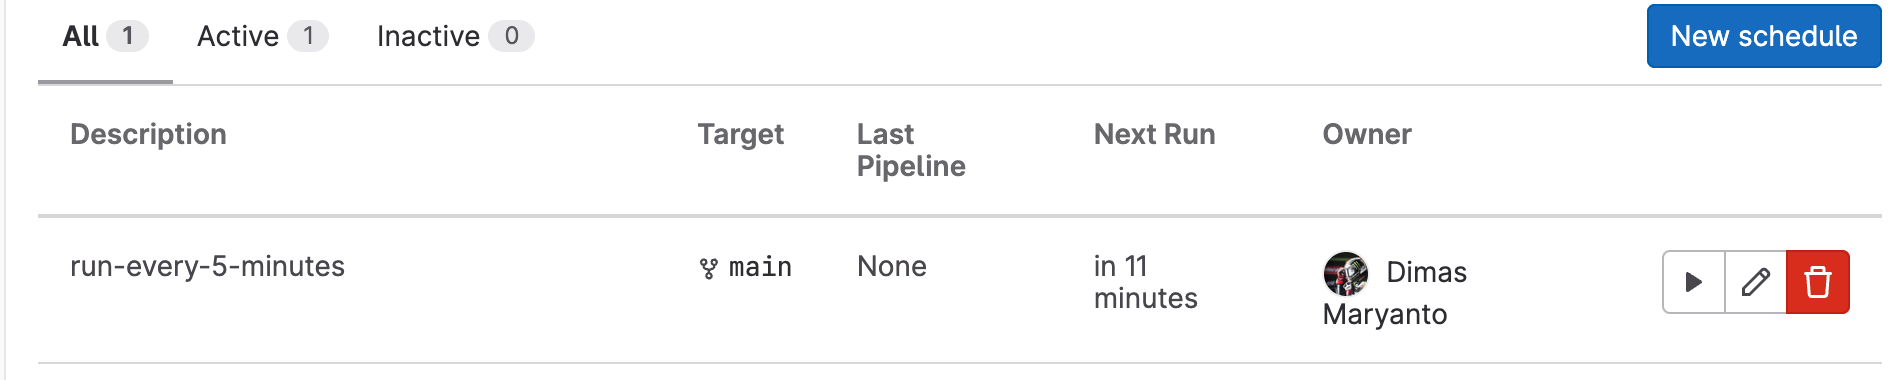 All 1 Active 1 Inactive 0 New schedule
Description Target Last Pipeline Next Run Owner
run-every-5-minutes main None in 11 minutes Dimas Maryanto